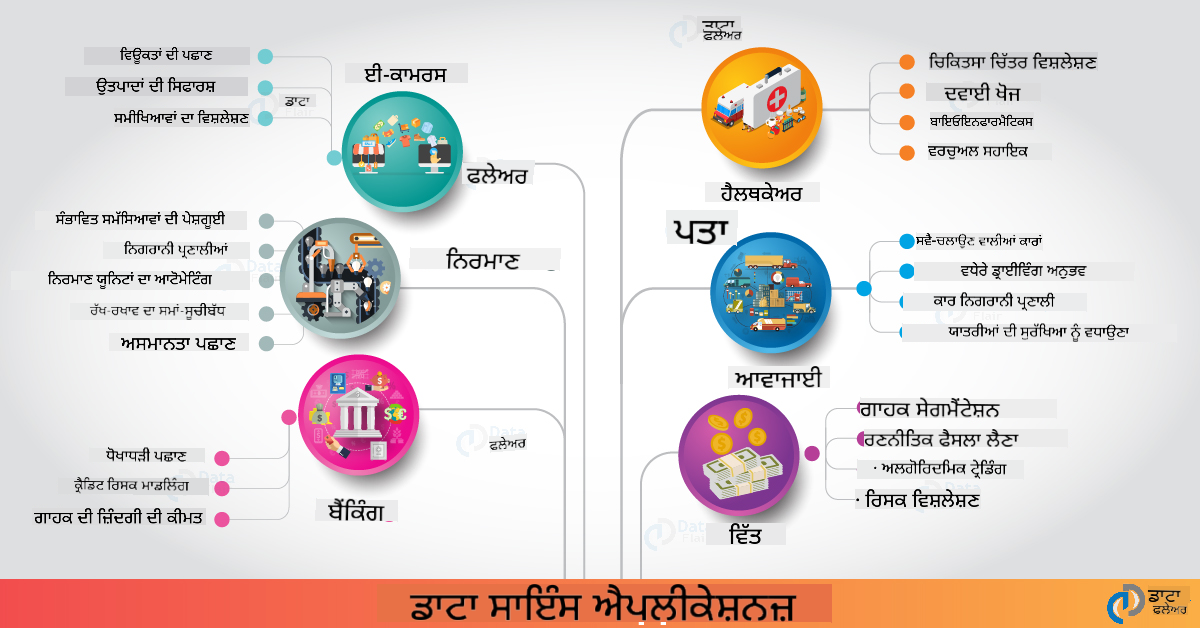 ਵਿਊਕਤਾਂ ਦੀ ਪਛਾਣ
ਉਤਪਾਦਾਂ ਦੀ ਸਿਫਾਰਸ਼
ਡਾਟਾ
ਸਮੀਖਿਆਵਾਂ ਦਾ ਵਿਸ਼ਲੇਸ਼ਣ
ਈ-ਕਾਮਰਸ
ਫਲੇਅਰ
ਸੰਭਾਵਿਤ ਸਮੱਸਿਆਵਾਂ ਦੀ ਪੇਸ਼ਗੂਈ
ਨਿਗਰਾਨੀ ਪ੍ਰਣਾਲੀਆਂ
ਨਿਰਮਾਣ ਯੂਨਿਟਾਂ ਦਾ ਆਟੋਮੇਟਿੰਗ
ਰੱਖ-ਰਖਾਵ ਦਾ ਸਮਾਂ-ਸੂਚੀਬੱਧ
ਅਸਮਾਨਤਾ ਪਛਾਣ
ਨਿਰਮਾਣ
ਧੋਖਾਧੜੀ ਪਛਾਣ
ਕ੍ਰੈਡਿਟ ਰਿਸਕ ਮਾਡਲਿੰਗ
ਗਾਹਕ ਦੀ ਜ਼ਿੰਦਗੀ ਦੀ ਕੀਮਤ
ਬੈਂਕਿੰਗ
Data
ਫਲੇਅਰ
ਡਾਟਾ
ਫਲੇਅਰ
ਚਿਕਿਤਸਾ ਚਿੱਤਰ ਵਿਸ਼ਲੇਸ਼ਣ
ਦਵਾਈ ਖੋਜ
ਬਾਇਓਇਨਫਾਰਮੈਟਿਕਸ
ਵਰਚੁਅਲ ਸਹਾਇਕ
ਹੈਲਥਕੇਅਰ
ਪਤਾ
ਸਵੈ-ਚਲਾਉਣ ਵਾਲੀਆਂ ਕਾਰਾਂ
ਵਧੇਰੇ ਡ੍ਰਾਈਵਿੰਗ ਅਨੁਭਵ
ਕਾਰ ਨਿਗਰਾਨੀ ਪ੍ਰਣਾਲੀ
ਯਾਤਰੀਆਂ ਦੀ ਸੁਰੱਖਿਆ ਨੂੰ ਵਧਾਉਣਾ
ਆਵਾਜਾਈ
ਗਾਹਕ ਸੇਗਮੈਂਟੇਸ਼ਨ
ਰਣਨੀਤਿਕ ਫੈਸਲਾ ਲੈਣਾ
· ਅਲਹੋਰਿਦਮਿਕ ਟ੍ਰੇਡਿੰਗ
· ਰਿਸਕ ਵਿਸ਼ਲੇਸ਼ਣ
ਵਿੱਤ
ਡਾਟਾ ਸਾਇੰਸ ਐਪਲੀਕੇਸ਼ਨਜ਼
ਡਾਟਾ
ਫਲੇਅਰ